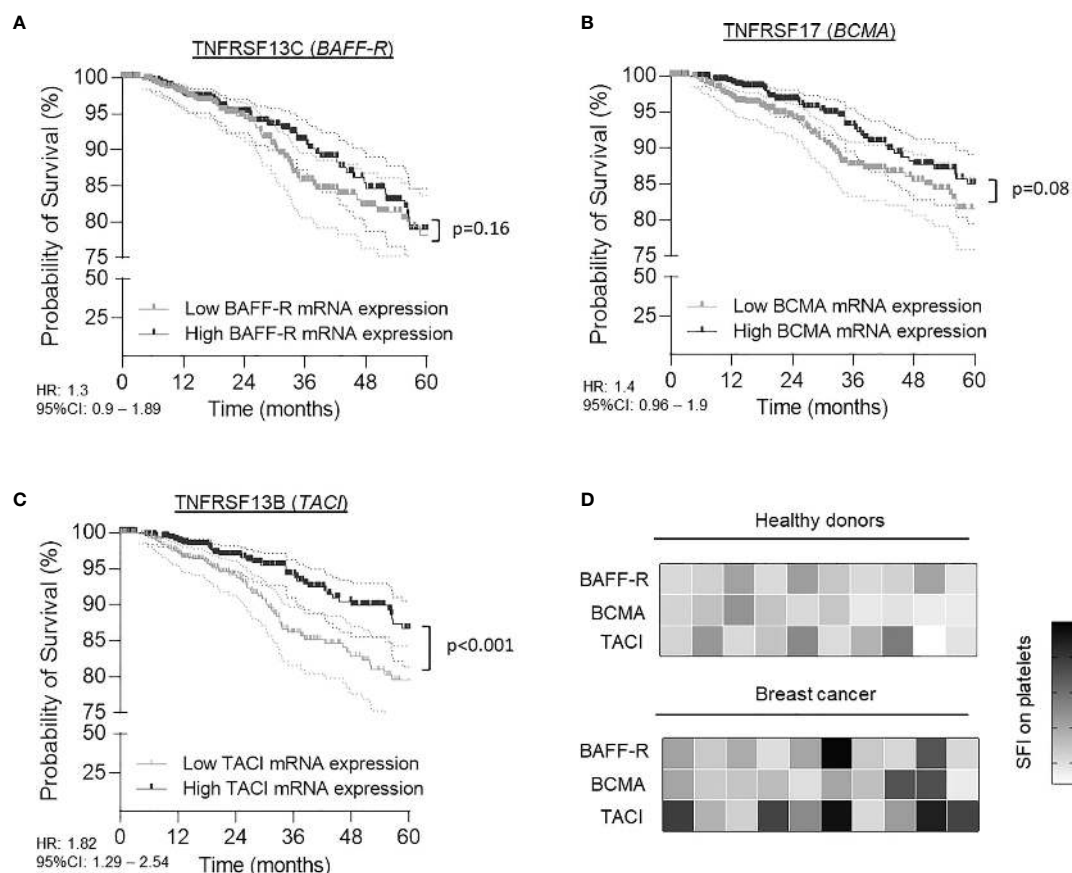 A
TNFRSF13C (BAFF-R)
Probability of Survival (%)
100
95
90
85
80
75
50
25
p=0.16
Low BAFF-R mRNA expression
High BAFF-R mRNA expression
0 12 24 36 48 60
Time (months)
HR: 1.3
95%CI: 0.9 – 1.89
B
TNFRSF17 (BCMA)
Probability of Survival (%)
100
95
90
85
80
75
50
25
p=0.08
Low BCMA mRNA expression
High BCMA mRNA expression
0 12 24 36 48 60
Time (months)
HR: 1.4
95%CI: 0.96 – 1.9
C
TNFRSF13B (TACI)
Probability of Survival (%)
100
95
90
85
80
75
50
25
p<0.001
Low TACI mRNA expression
High TACI mRNA expression
0 12 24 36 48 60
Time (months)
HR: 1.82
95%CI: 1.29 – 2.54
D
Healthy donors
BAFF-R
BCMA
TACI
Breast cancer
BAFF-R
BCMA
TACI
SFI on platelets